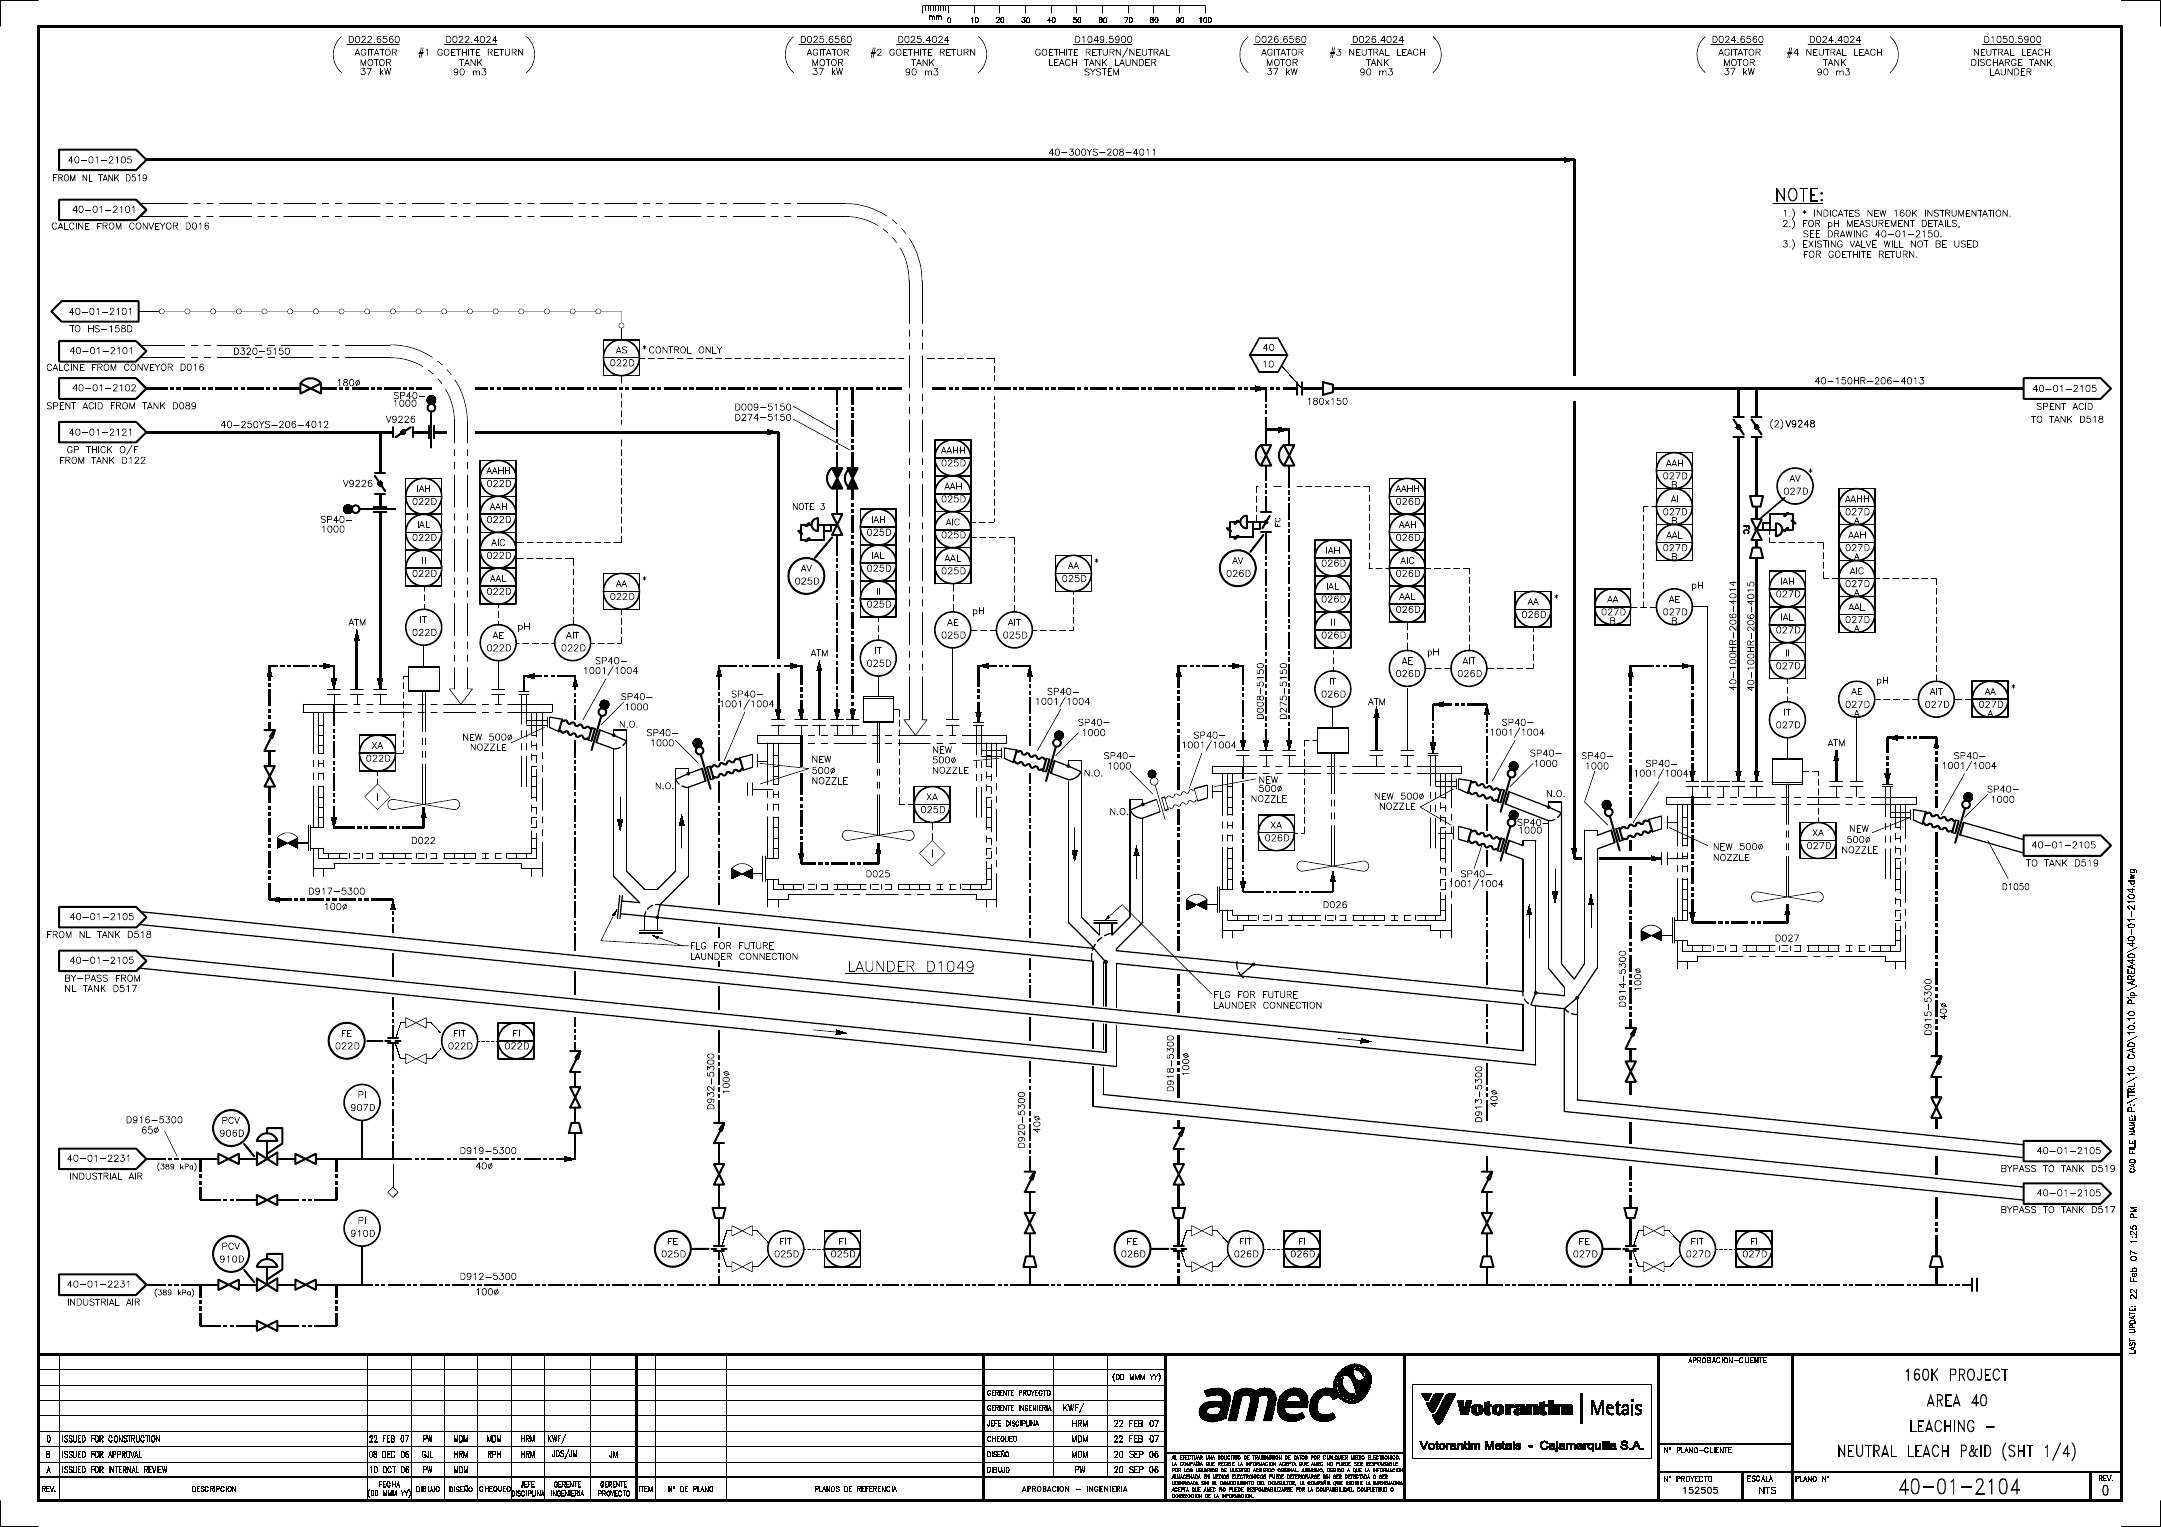 mm 0 10 20 30 40 50 60 70 80 90 100
D022.6560
AGITATOR
MOTOR
37 kW
D022.4024
#1 GOETHITE RETURN
TANK
90 m3
D025.6560
AGITATOR
MOTOR
37 kW
D025.4024
#2 GOETHITE RETURN
TANK
90 m3
D1049.5900
GOETHITE RETURN/NEUTRAL
LEACH TANK LAUNDER
SYSTEM
D026.6560
AGITATOR
MOTOR
37 kW
D026.4024
#3 NEUTRAL LEACH
TANK
90 m3
D024.6560
AGITATOR
MOTOR
37 kW
D024.4024
#4 NEUTRAL LEACH
TANK
90 m3
D1050.5900
NEUTRAL LEACH
DISCHARGE TANK
LAUNDER
40-01-2105
FROM NL TANK D519
40-300YS-208-4011
40-01-2101
CALCINE FROM CONVEYOR D016
NOTE:
1.) * INDICATES NEW 160K INSTRUMENTATION.
2.) FOR pH MEASUREMENT DETAILS,
SEE DRAWING 40-01-2150.
3.) EXISTING VALVE WILL NOT BE USED
FOR GOETHITE RETURN.
40-01-2101
TO HS-158D
40-01-2101
D320-5150
CALCINE FROM CONVEYOR D016
AS
022D
*CONTROL ONLY
40
10
40-01-2102
180ø
SPENT ACID FROM TANK D089
180x150
40-150HR-206-4013
40-01-2105
SPENT ACID
TO TANK D518
SP40-
1000
V9226
40-250YS-206-4012
40-01-2121
GP THICK O/F
FROM TANK D122
D009-5150
D274-5150
(2)V9248
V9226
SP40-
1000
IAH
022D
IAL
022D
II
022D
IT
022D
AAHH
022D
AAH
022D
AIC
022D
AAL
022D
AE
022D
pH
AIT
022D
AA
022D
*
ATM
SP40-
1001/1004
SP40-
1000
N.O.
NEW 500ø
NOZZLE
XA
022D
I
D022
NOTE 3
AV
025D
IAH
025D
IAL
025D
II
025D
IT
025D
AAHH
025D
AAH
025D
AIC
025D
AAL
025D
AE
025D
pH
AIT
025D
AA
025D
*
ATM
SP40-
1001/1004
SP40-
1000
N.O.
NEW
500ø
NOZZLE
NEW
500ø
NOZZLE
XA
025D
I
D025
SP40-
1001/1004
SP40-
1000
N.O.
AV
026D
FC
D008-5150
D275-5150
IAH
026D
IAL
026D
II
026D
IT
026D
AAHH
026D
AAH
026D
AIC
026D
AAL
026D
AE
026D
pH
AIT
026D
AA
026D
*
ATM
SP40-
1000
SP40-
1001/1004
N.O.
NEW
500ø
NOZZLE
XA
026D
D026
NEW 500ø
NOZZLE
SP40-
1001/1004
SP40-
1000
N.O.
SP40-
1000
SP40-
1001/1004
AAH
027D
B
AI
027D
B
AAL
027D
B
AA
027D
B
AE
027D
B
pH
40-100HR-206-4014
40-100HR-206-4015
AV
027D
*
FC
IAH
027D
IAL
027D
II
027D
IT
027D
AAHH
027D
A
AAH
027D
A
AIC
027D
A
AAL
027D
A
AE
027D
A
pH
AIT
027D
AA
027D
A
*
ATM
SP40-
1000
SP40-
1001/1004
NEW 500ø
NOZZLE
XA
027D
NEW
500ø
NOZZLE
D027
SP40-
1001/1004
SP40-
1000
40-01-2105
TO TANK D519
D1050
D917-5300
100ø
40-01-2105
FROM NL TANK D518
40-01-2105
BY-PASS FROM
NL TANK D517
FLG FOR FUTURE
LAUNDER CONNECTION
LAUNDER D1049
FLG FOR FUTURE
LAUNDER CONNECTION
D914-5300
100ø
D915-5300
40ø
FE
022D
FIT
022D
FI
022D
D932-5300
100ø
D920-5300
40ø
D918-5300
100ø
D913-5300
40ø
PI
907D
PCV
906D
D916-5300
65ø
40-01-2231
INDUSTRIAL AIR
(389 kPa)
D919-5300
40ø
40-01-2105
BYPASS TO TANK D519
40-01-2105
BYPASS TO TANK D517
PI
910D
PCV
910D
40-01-2231
INDUSTRIAL AIR
(389 kPa)
D912-5300
100ø
FE
025D
FIT
025D
FI
025D
FE
026D
FIT
026D
FI
026D
FE
027D
FIT
027D
FI
027D
CAD FILE NAME: P:\TRL\10 CAD\10.10 Pip\AREA40\40-01-2104.dwg
LAST UPDATE: 22 Feb 07 1:25 PM
0 ISSUED FOR CONSTRUCTION 22 FEB 07 PW MDM MDM HRM KWF/
B ISSUED FOR APPROVAL 08 DEC 06 GJL HRM RPH HRM JDS/JM JM
A ISSUED FOR INTERNAL REVIEW 10 OCT 06 PW MDM
REV. DESCRIPCION FECHA (DD MMM YY) DIBUJO DISEÑO CHEQUEO JEFE DISCIPLINA GERENTE INGENIERIA GERENTE PROYECTO
ITEM N° DE PLANO PLANOS DE REFERENCIA
(DD MMM YY)
GERENTE PROYECTO
GERENTE INGENIERIA KWF/
JEFE DISCIPLINA HRM 22 FEB 07
CHEQUEO MDM 22 FEB 07
DISEÑO MDM 20 SEP 06
DIBUJO PW 20 SEP 06
APROBACION - INGENIERIA
amec
Votorantim | Metais
Votorantim Metais - Cajamarquilla S.A.
APROBACION-CLIENTE
N° PLANO-CLIENTE
N° PROYECTO
152505
ESCALA
NTS
160K PROJECT
AREA 40
LEACHING -
NEUTRAL LEACH P&ID (SHT 1/4)
PLANO N°
40-01-2104
REV.
0